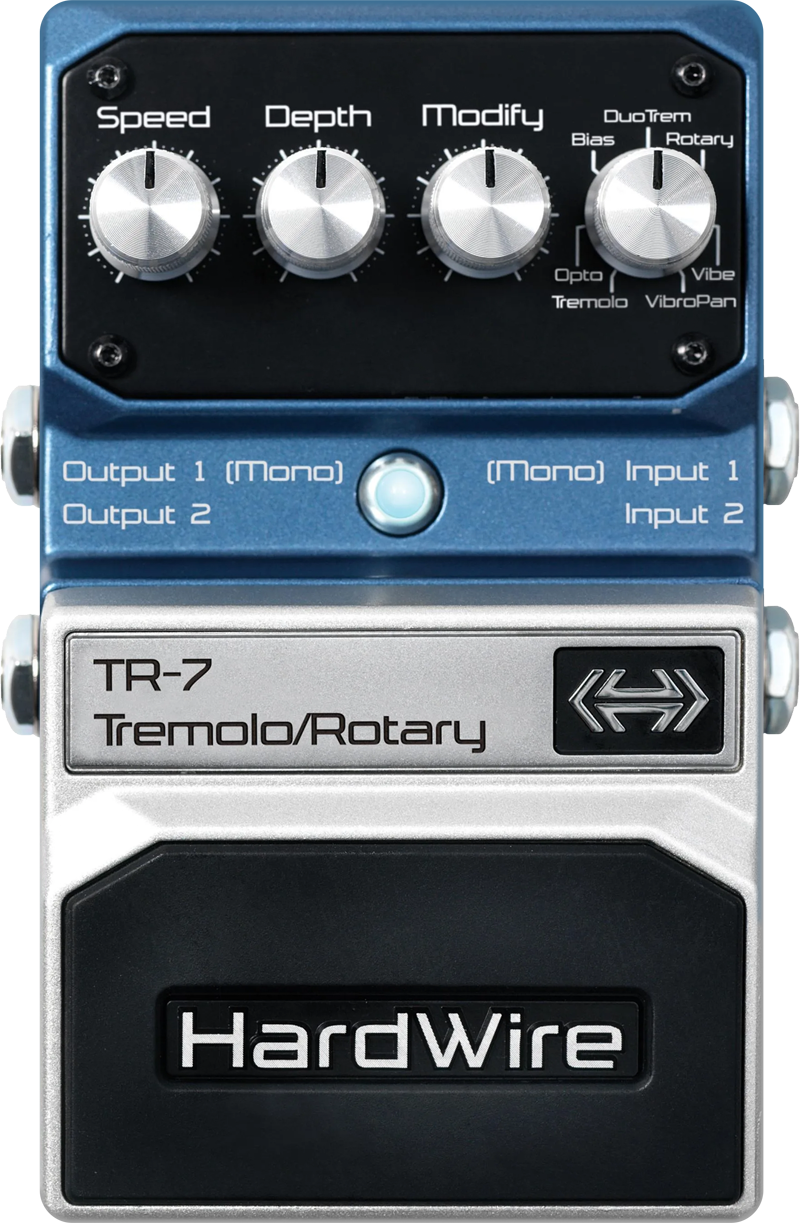 Speed Depth Modify
DuoTrem
Bias Rotary
Opto Vibe
Tremolo VibroPan
Output 1 (Mono) (Mono) Input 1
Output 2 Input 2
TR-7
Tremolo/Rotary
HardWire